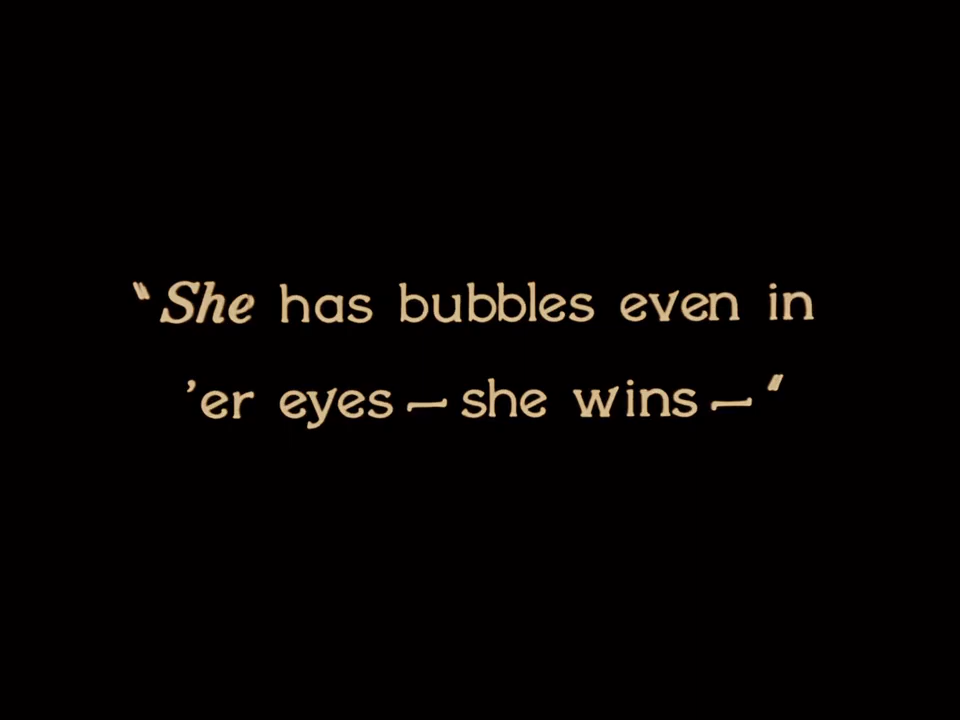 "She has bubbles even in
'er eyes — she wins — "